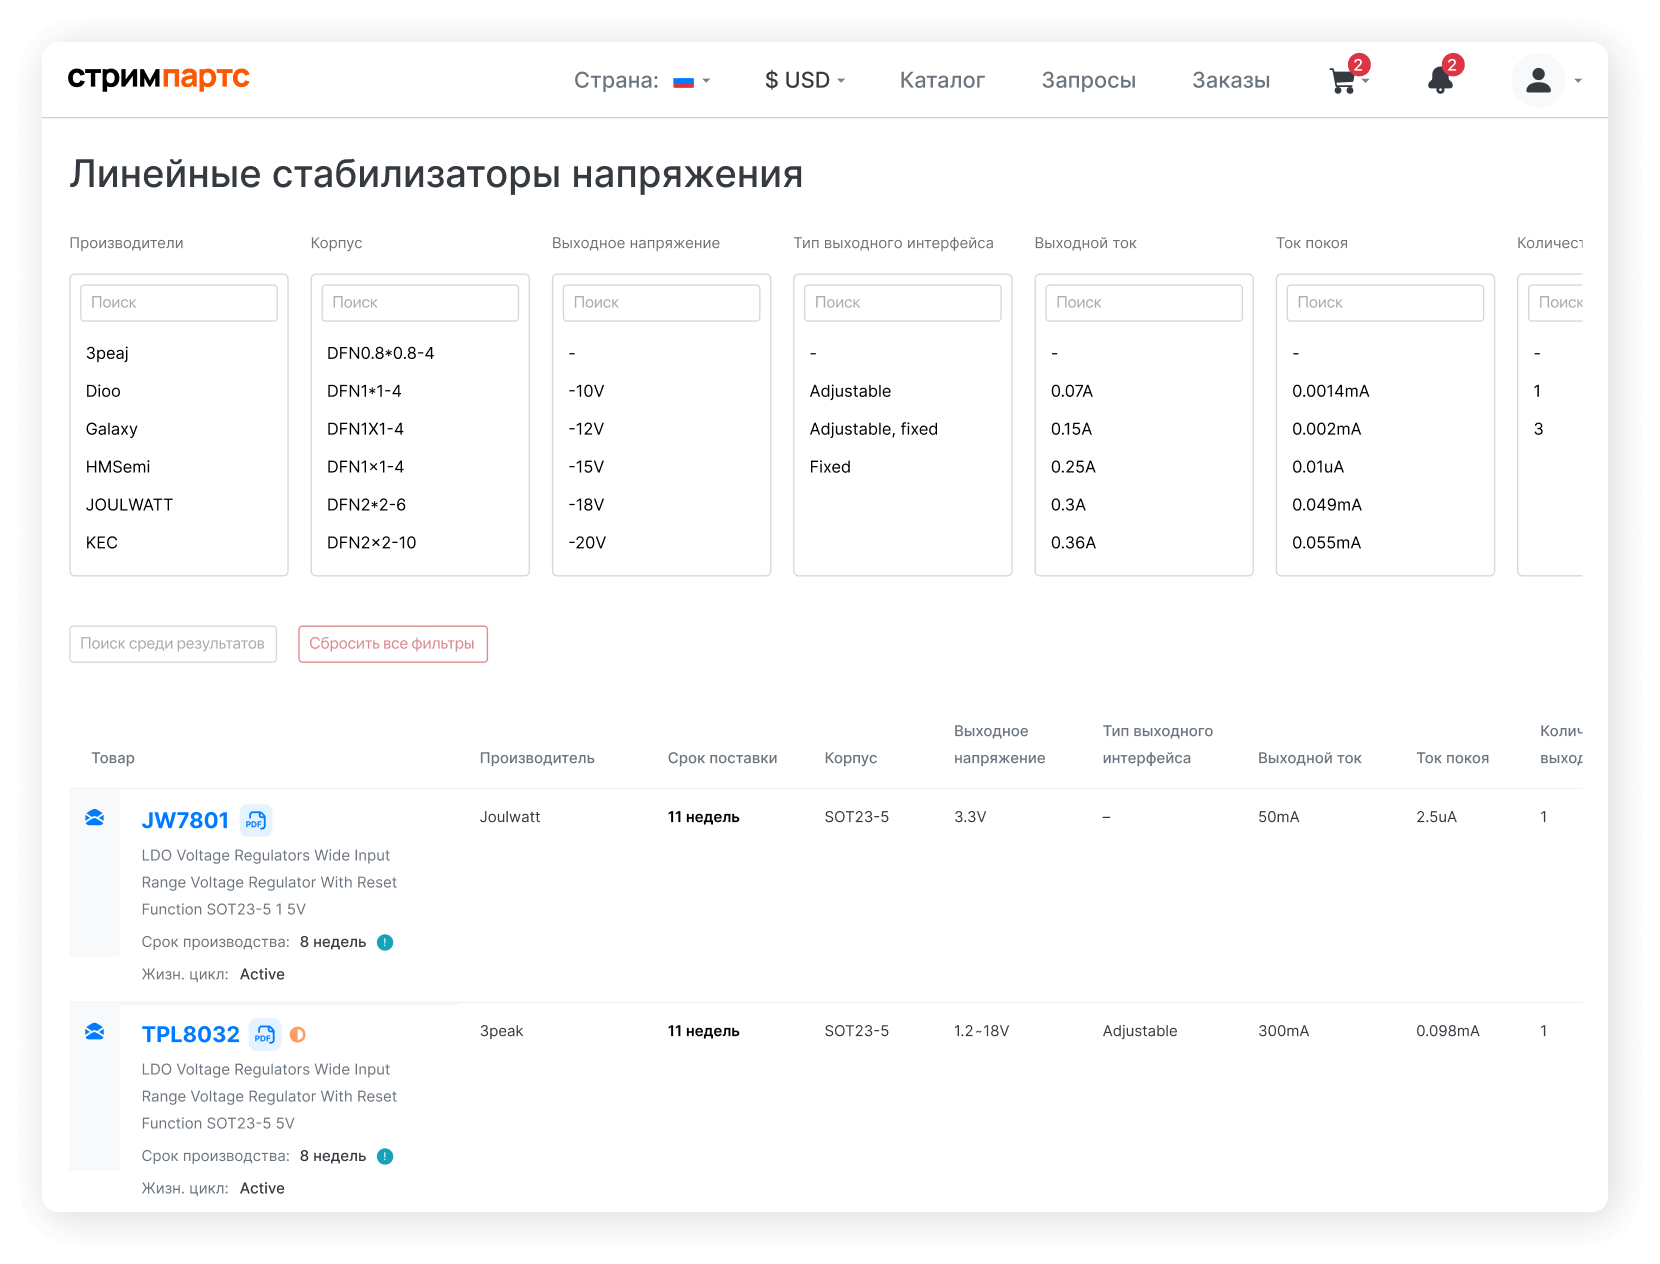 стримпартс
Страна:
$ USD
Каталог
Запросы
Заказы
2
2
Линейные стабилизаторы напряжения
Производители
Корпус
Выходное напряжение
Тип выходного интерфейса
Выходной ток
Ток покоя
Количест
Поиск
Поиск
Поиск
Поиск
Поиск
Поиск
Поиск
3peaj
Dioo
Galaxy
HMSemi
JOULWATT
KEC
DFN0.8*0.8-4
DFN1*1-4
DFN1X1-4
DFN1×1-4
DFN2*2-6
DFN2×2-10
-
-10V
-12V
-15V
-18V
-20V
-
Adjustable
Adjustable, fixed
Fixed
-
0.07A
0.15A
0.25A
0.3A
0.36A
-
0.0014mA
0.002mA
0.01uA
0.049mA
0.055mA
-
1
3
Поиск среди результатов
Сбросить все фильтры
Товар
Производитель
Срок поставки
Корпус
Выходное
напряжение
Тип выходного
интерфейса
Выходной ток
Ток покоя
Колич
выход
JW7801
PDF
LDO Voltage Regulators Wide Input
Range Voltage Regulator With Reset
Function SOT23-5 1 5V
Срок производства: 8 недель !
Жизн. цикл: Active
Joulwatt
11 недель
SOT23-5
3.3V
–
50mA
2.5uA
1
TPL8032
PDF
LDO Voltage Regulators Wide Input
Range Voltage Regulator With Reset
Function SOT23-5 5V
Срок производства: 8 недель !
Жизн. цикл: Active
3peak
11 недель
SOT23-5
1.2~18V
Adjustable
300mA
0.098mA
1